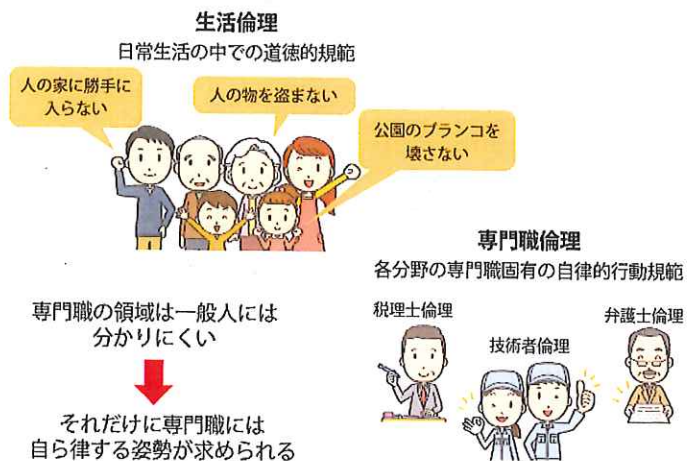 生活倫理
日常生活の中での道徳的規範
人の家に勝手に
入らない
人の物を盗まない
公園のブランコを
壊さない
専門職の領域は一般人には
分かりにくい
それだけに専門職には
自ら律する姿勢が求められる
専門職倫理
各分野の専門職固有の自律的行動規範
税理士倫理
技術者倫理
弁護士倫理